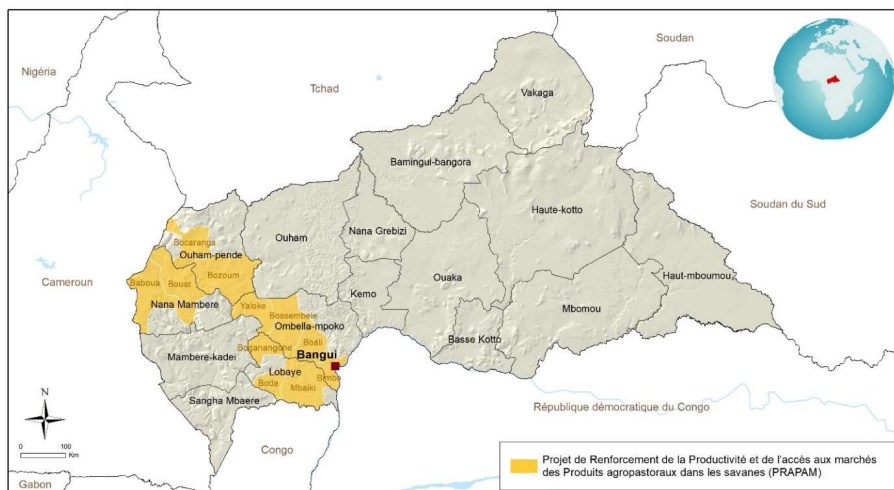 Nigéria
Tchad
Soudan
Vakaga
Bamingui-bangora
Haute-kotto
Soudan du Sud
Ouham
Nana Grebizi
Bocaranga
Ouham-pende
Bozoum
Cameroun
Baboua
Bouar
Nana Mambere
Ouaka
Haut-mboumou
Kemo
Mbomou
Yaloke
Bossembele
Ombella-mpoko
Boali
Basse Kotto
Boganangone
Bangui
Mambere-kadei
Lobaye
Bimbo
Boda
Mbaiki
Sangha Mbaere
République démocratique du Congo
N
0 100
Km
Congo
Gabon
Projet de Renforcement de la Productivité et de l'accès aux marchés
des Produits agropastoraux dans les savanes (PRAPAM)